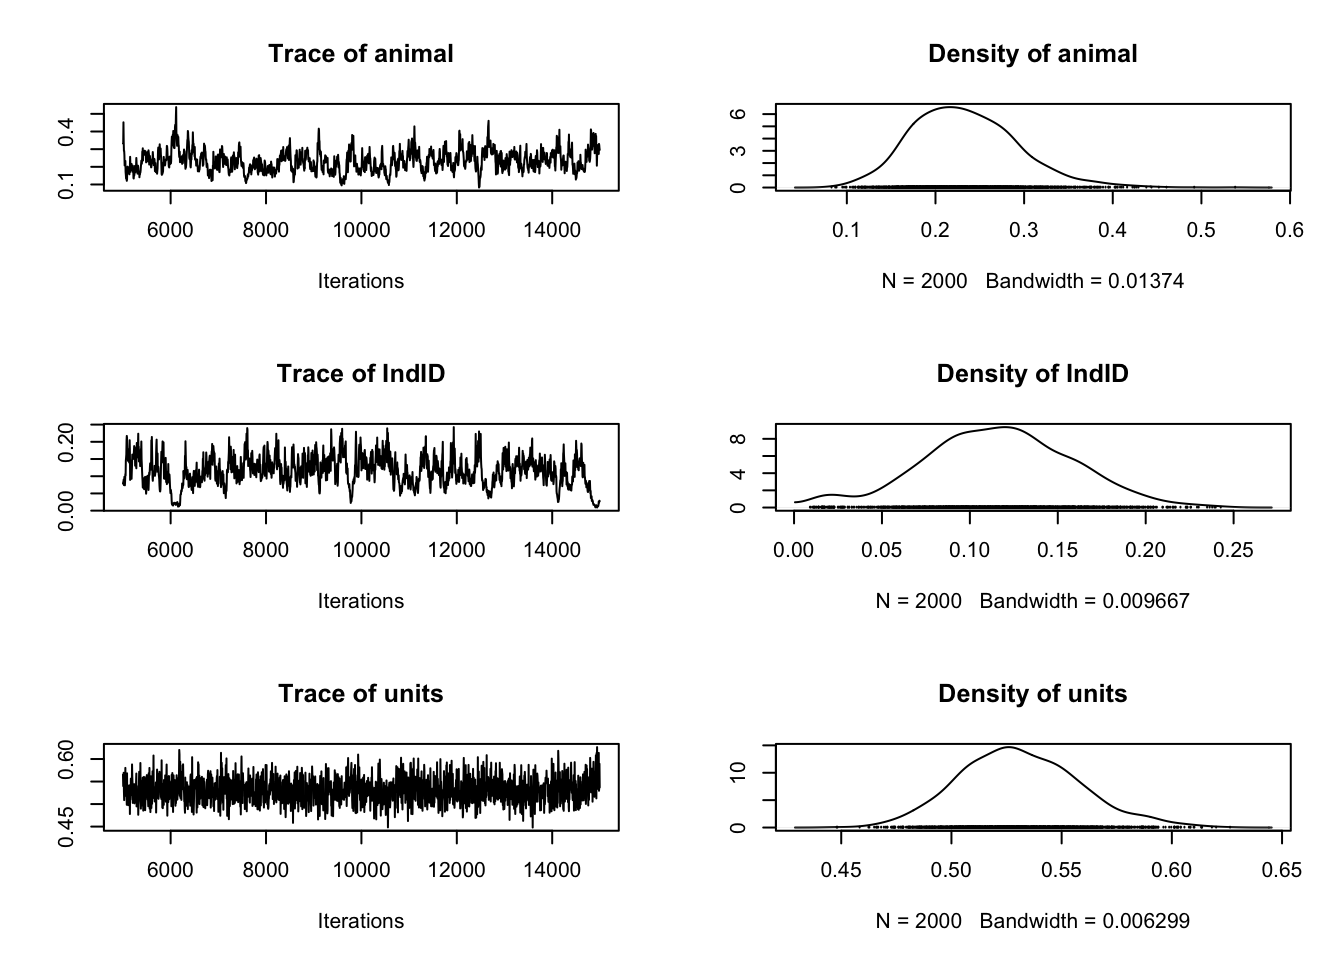 Trace of animal
0.4
0.1
6000 8000 10000 12000 14000
Iterations
Density of animal
6
3
0
0.1 0.2 0.3 0.4 0.5 0.6
N = 2000 Bandwidth = 0.01374
Trace of IndID
0.20
0.00
6000 8000 10000 12000 14000
Iterations
Density of IndID
8
4
0
0.00 0.05 0.10 0.15 0.20 0.25
N = 2000 Bandwidth = 0.009667
Trace of units
0.60
0.45
6000 8000 10000 12000 14000
Iterations
Density of units
10
0
0.45 0.50 0.55 0.60 0.65
N = 2000 Bandwidth = 0.006299